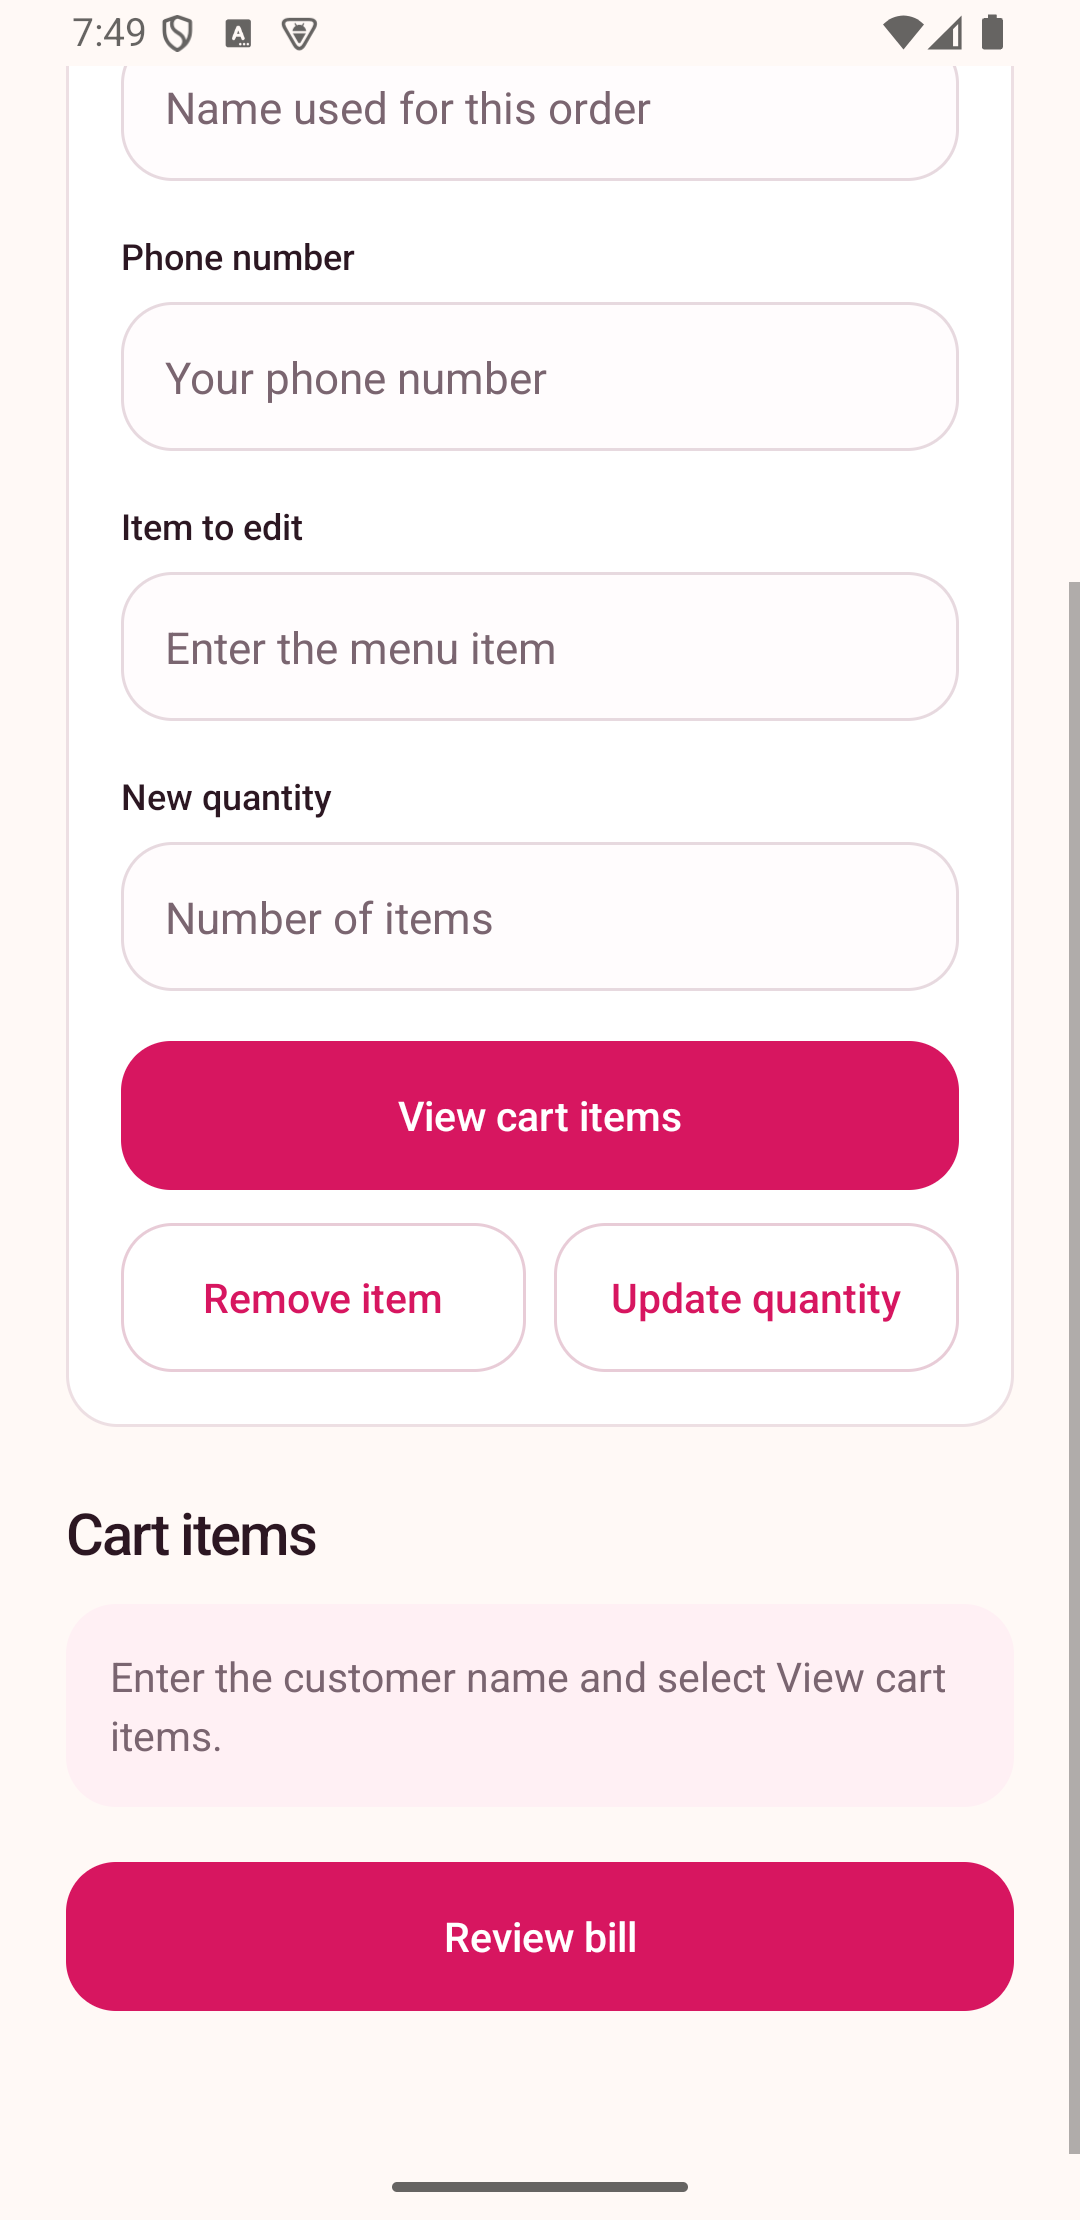 7:49
Name used for this order
Phone number
Your phone number
Item to edit
Enter the menu item
New quantity
Number of items
View cart items
Remove item
Update quantity
Cart items
Enter the customer name and select View cart
items.
Review bill